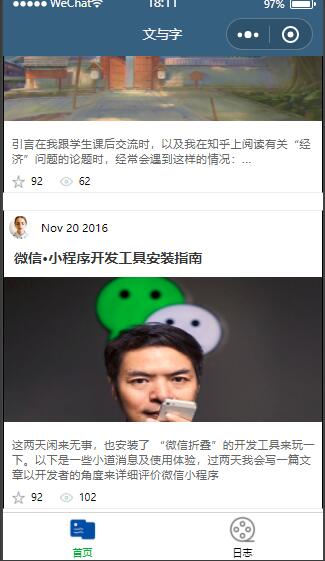 WeChat 18:11 97%
文与字
引言在我跟学生课后交流时，以及我在知乎上阅读有关“经
济”问题的论题时，经常会遇到这样的情况：...
92 62
Nov 20 2016
微信•小程序开发工具安装指南
这两天闲来无事，也安装了 “微信折叠”的开发工具来玩一
下。以下是一些小道消息及使用体验，过两天我会写一篇文
章以开发者的角度来详细评价微信小程序
92 102
首页 日志